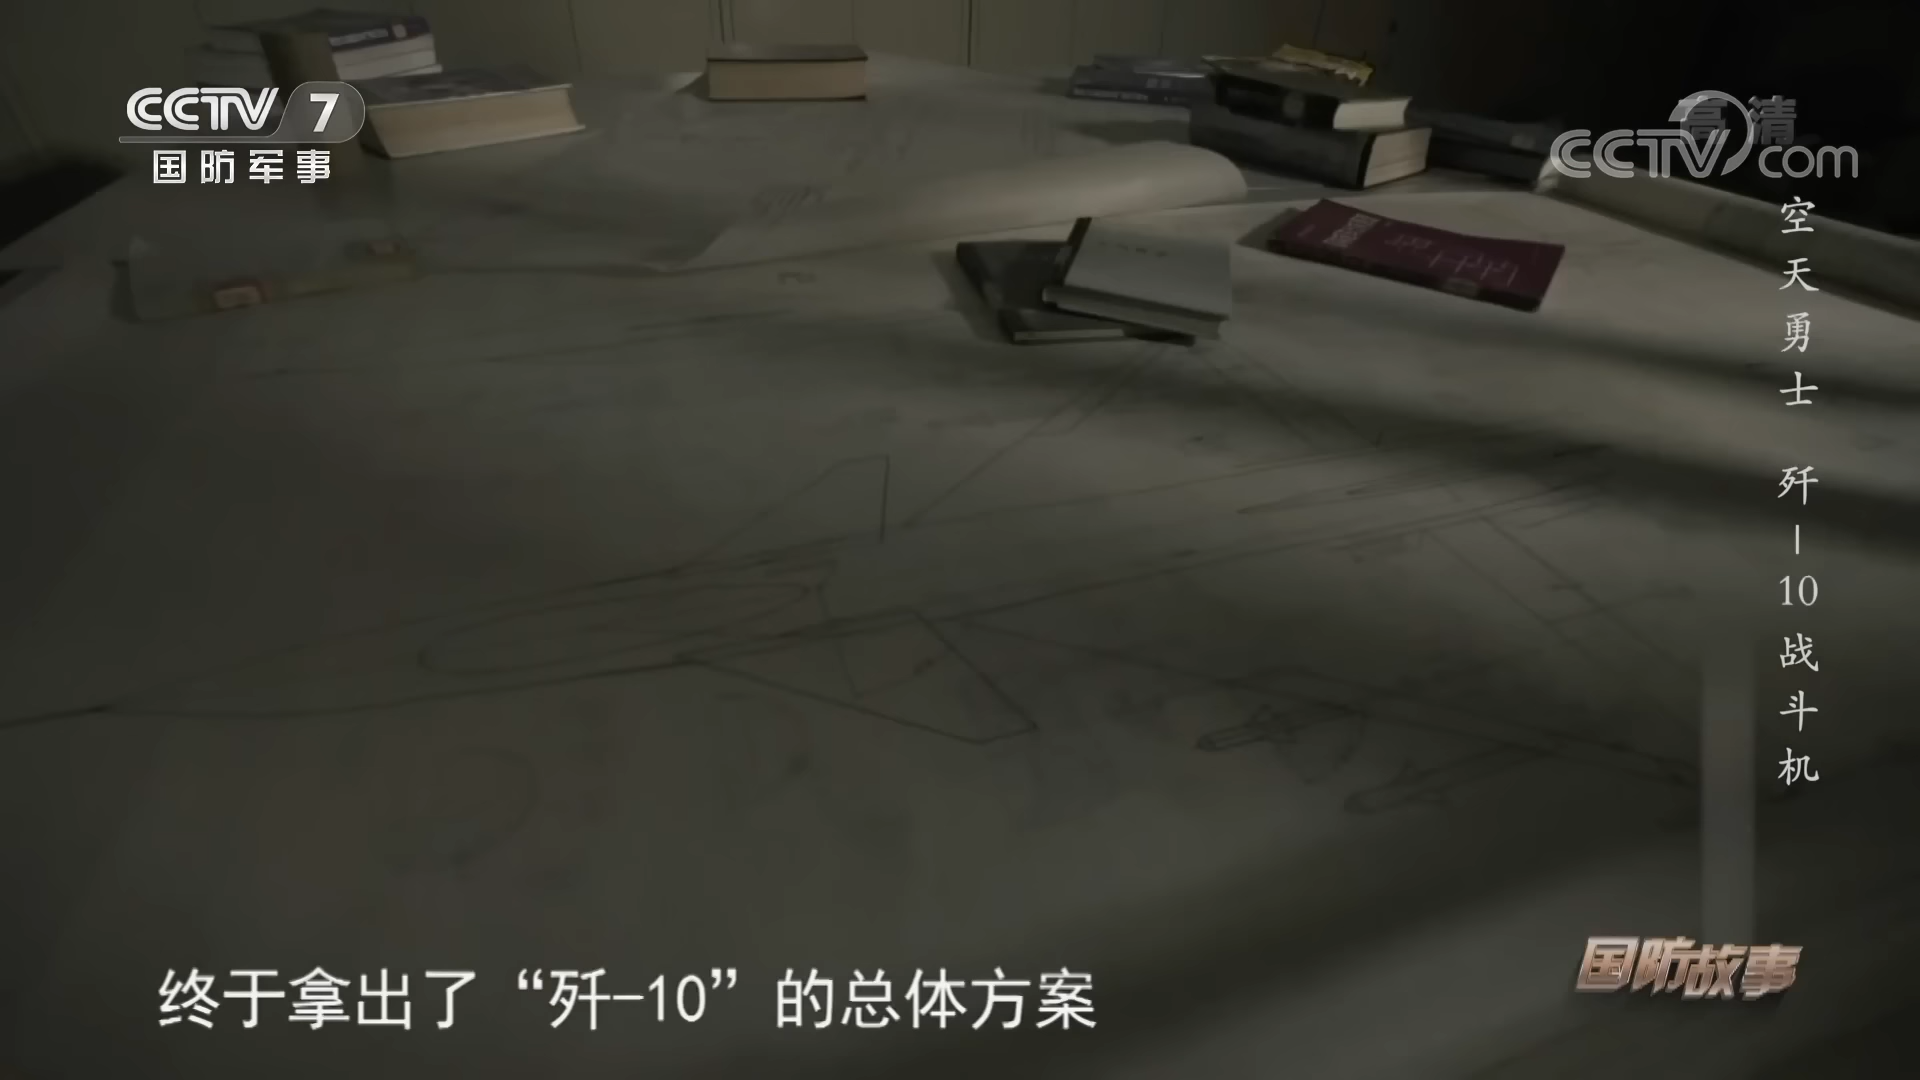 CCTV 7
国防军事
高清
CCTV com
空天勇士 歼-10战斗机
国防故事
终于拿出了“歼-10”的总体方案